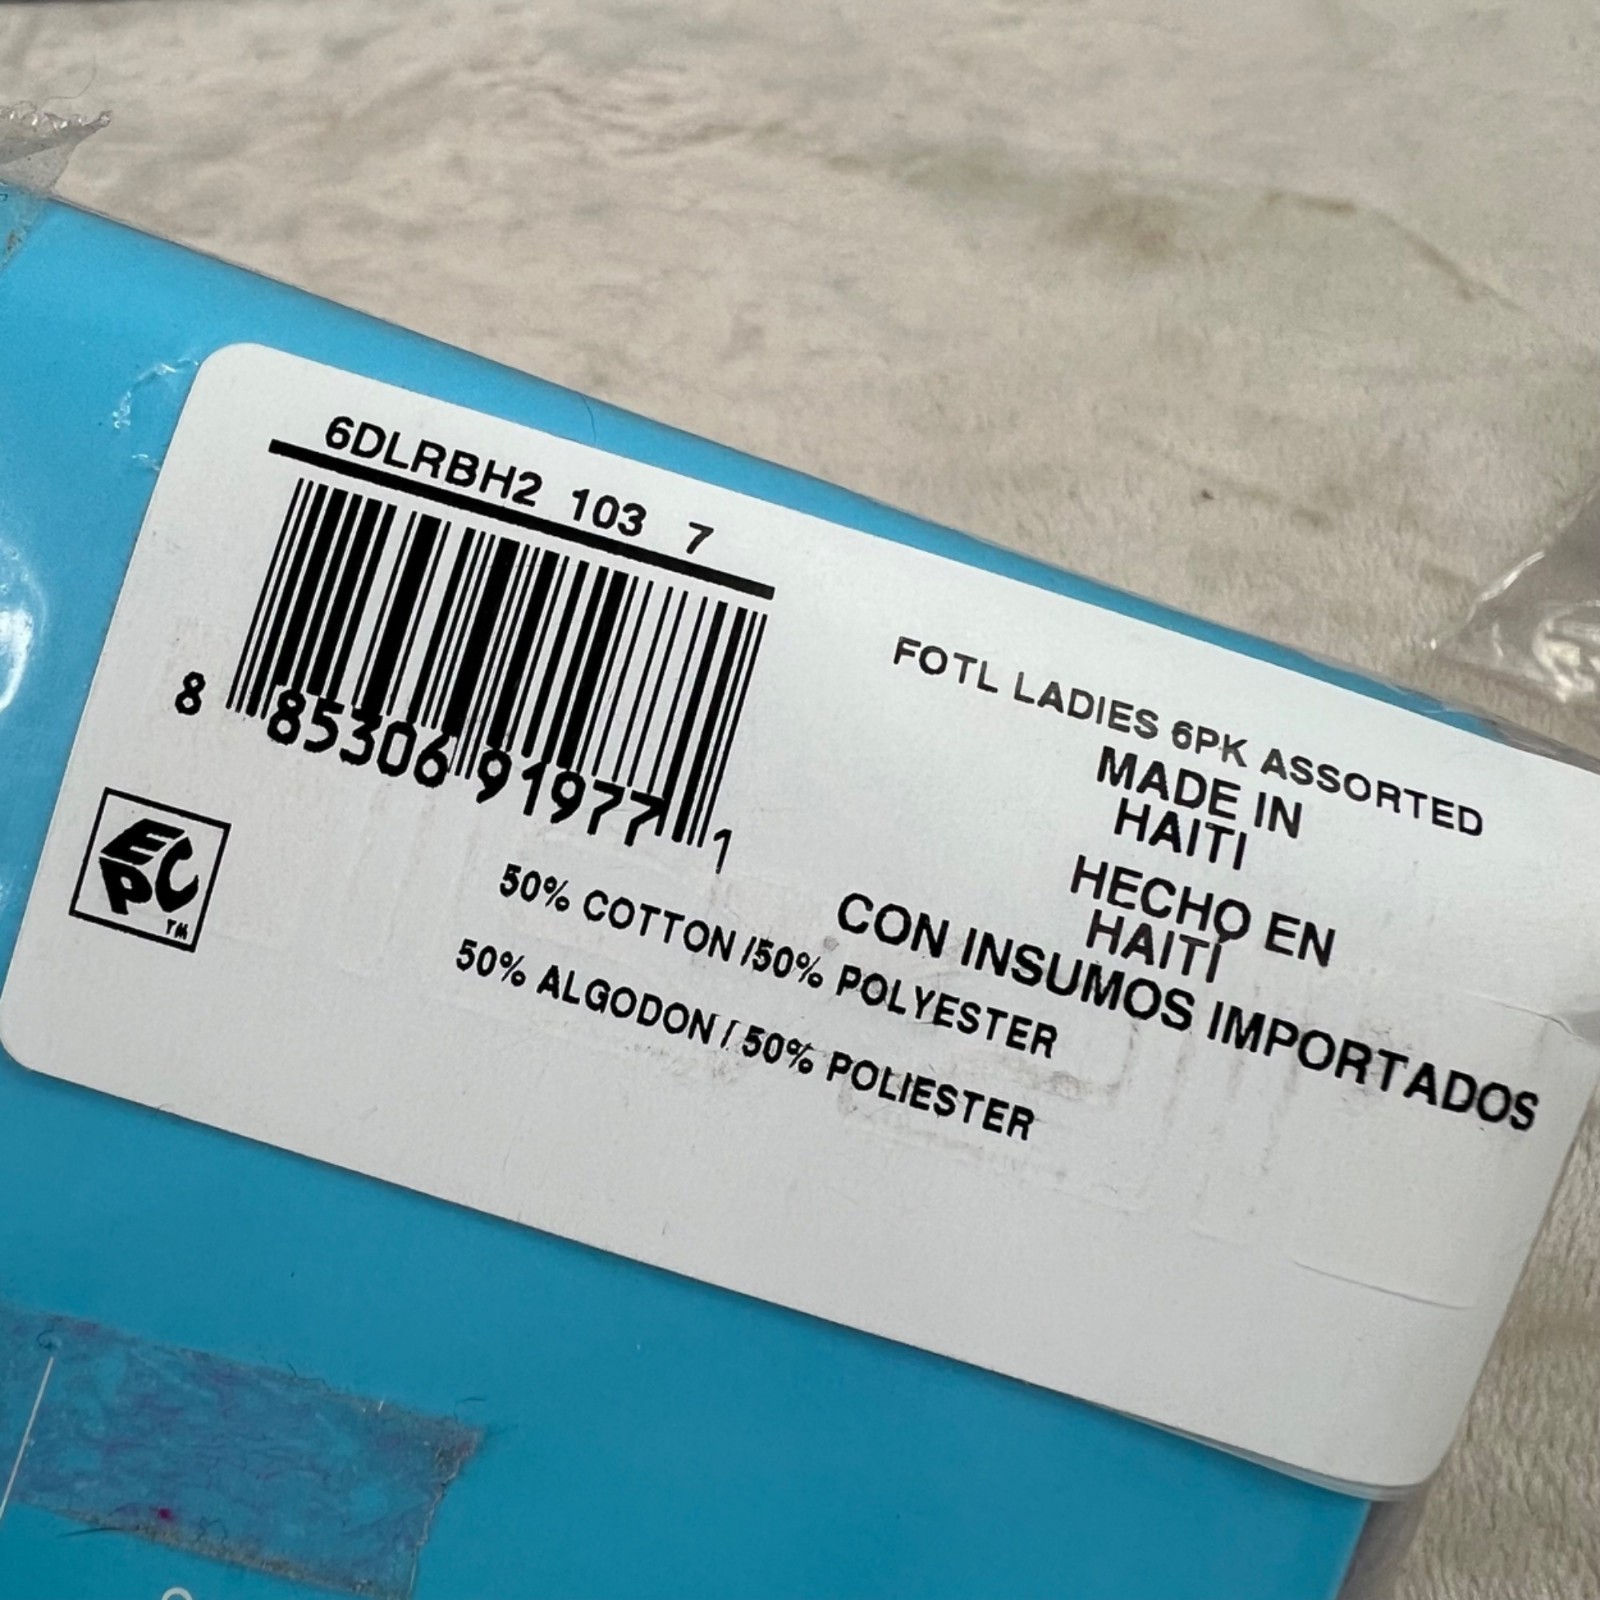 6DLRBH2 103 7
8 85306 91977 1
EPC TM
FOTL LADIES 6PK ASSORTED
MADE IN
HAITI
HECHO EN
HAITÍ
CON INSUMOS IMPORTADOS
50% COTTON /50% POLYESTER
50% ALGODON / 50% POLIESTER